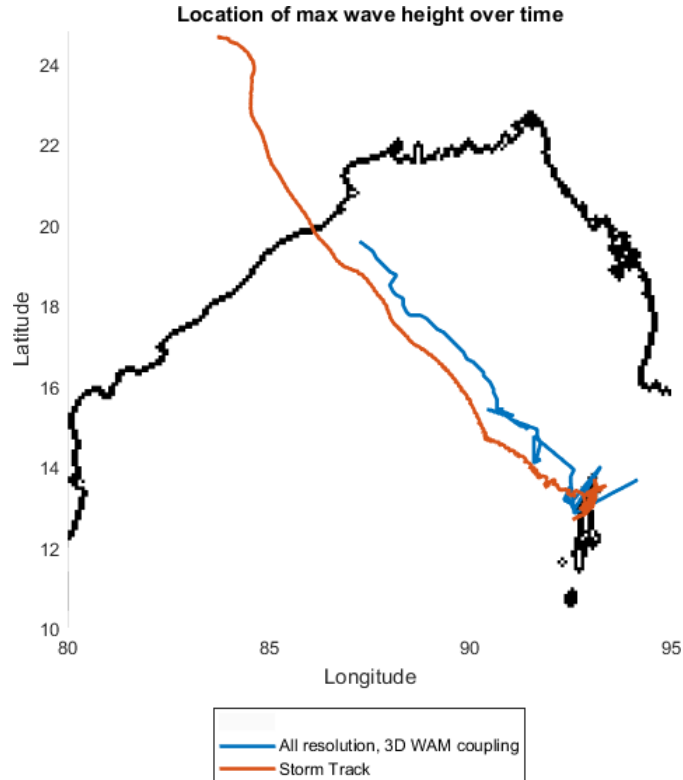 Location of max wave height over time
24
22
20
18
16
14
12
10
Latitude
80
85
90
95
Longitude
All resolution, 3D WAM coupling
Storm Track